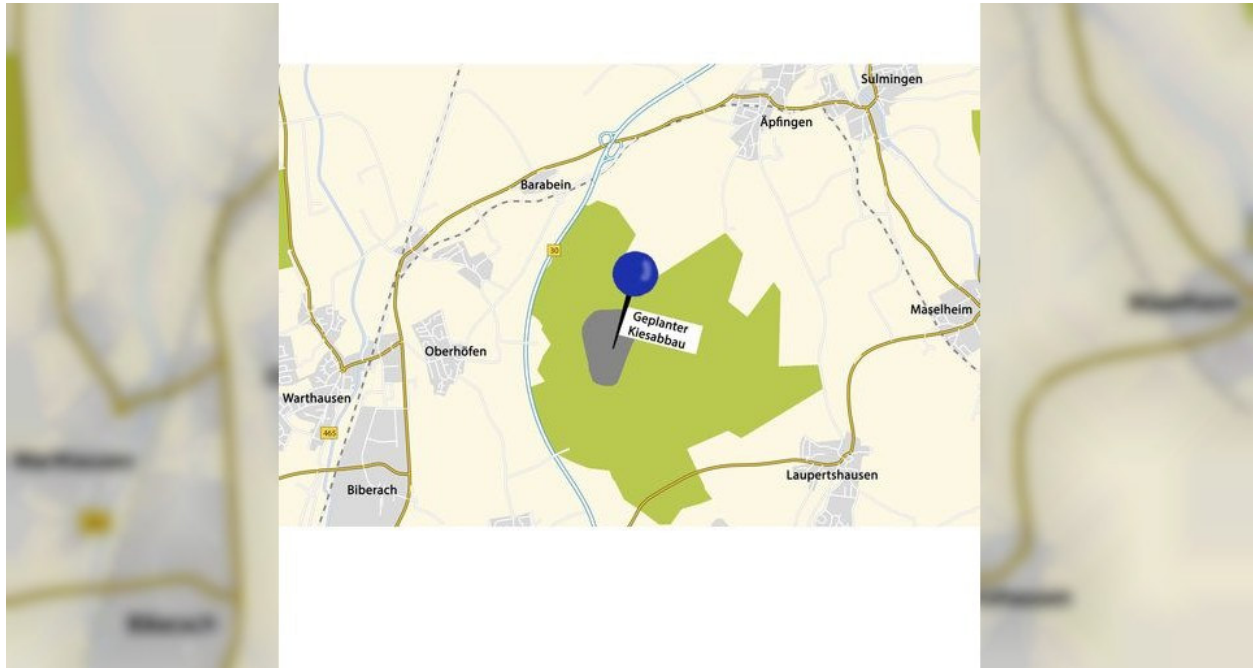 Sulmingen
Äpfingen
Barabein
30
Geplanter
Kiesabbau
Maselheim
Oberhöfen
Warthausen
465
Laupertshausen
Biberach